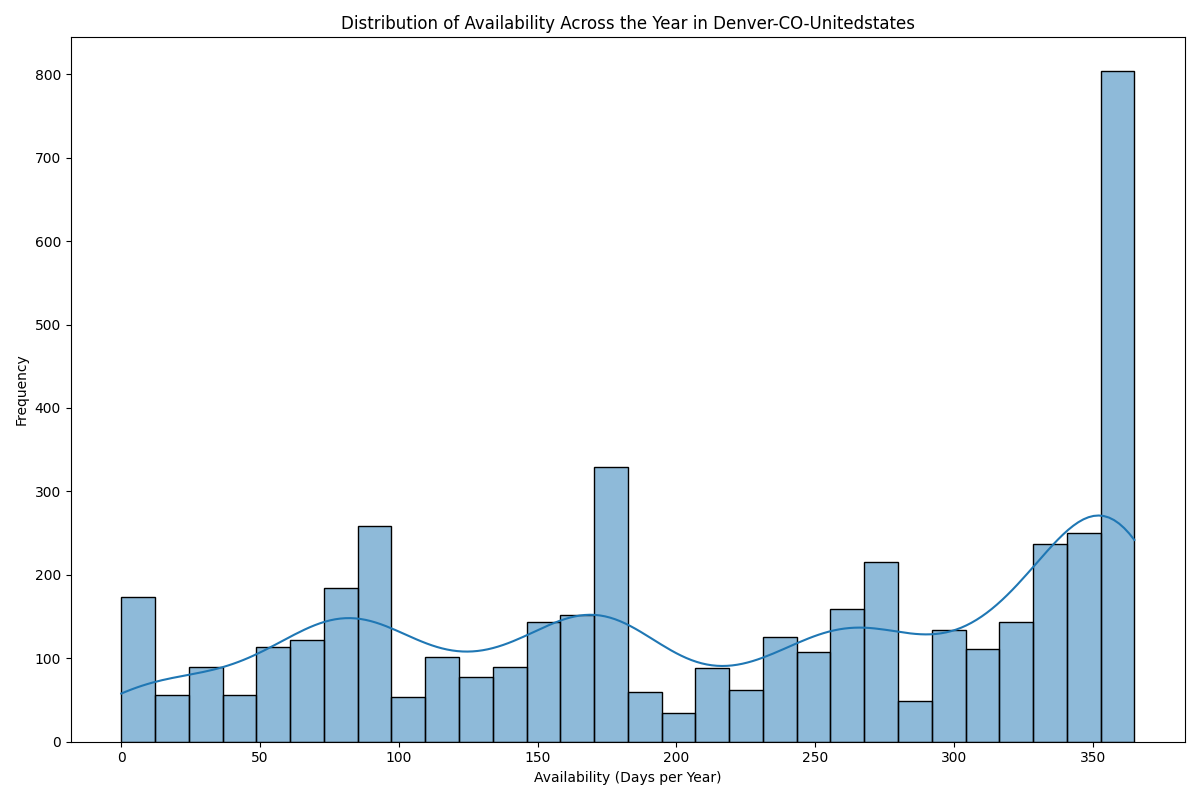 Distribution of Availability Across the Year in Denver-CO-Unitedstates
800
700
600
500
400
300
200
100
0
Frequency
0 50 100 150 200 250 300 350
Availability (Days per Year)